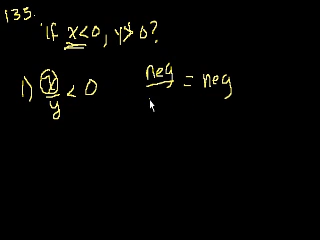 135.
If x<0, y>0?
1) x/y < 0
neg/ = neg